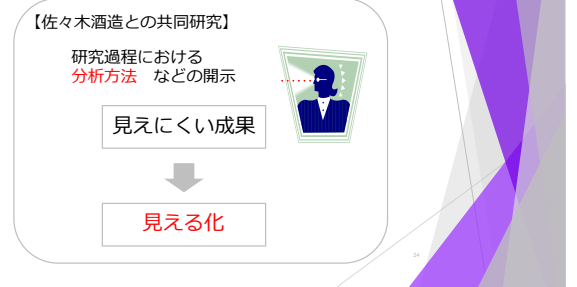 【佐々木酒造との共同研究】
研究過程における
分析方法　などの開示
見えにくい成果
見える化
34